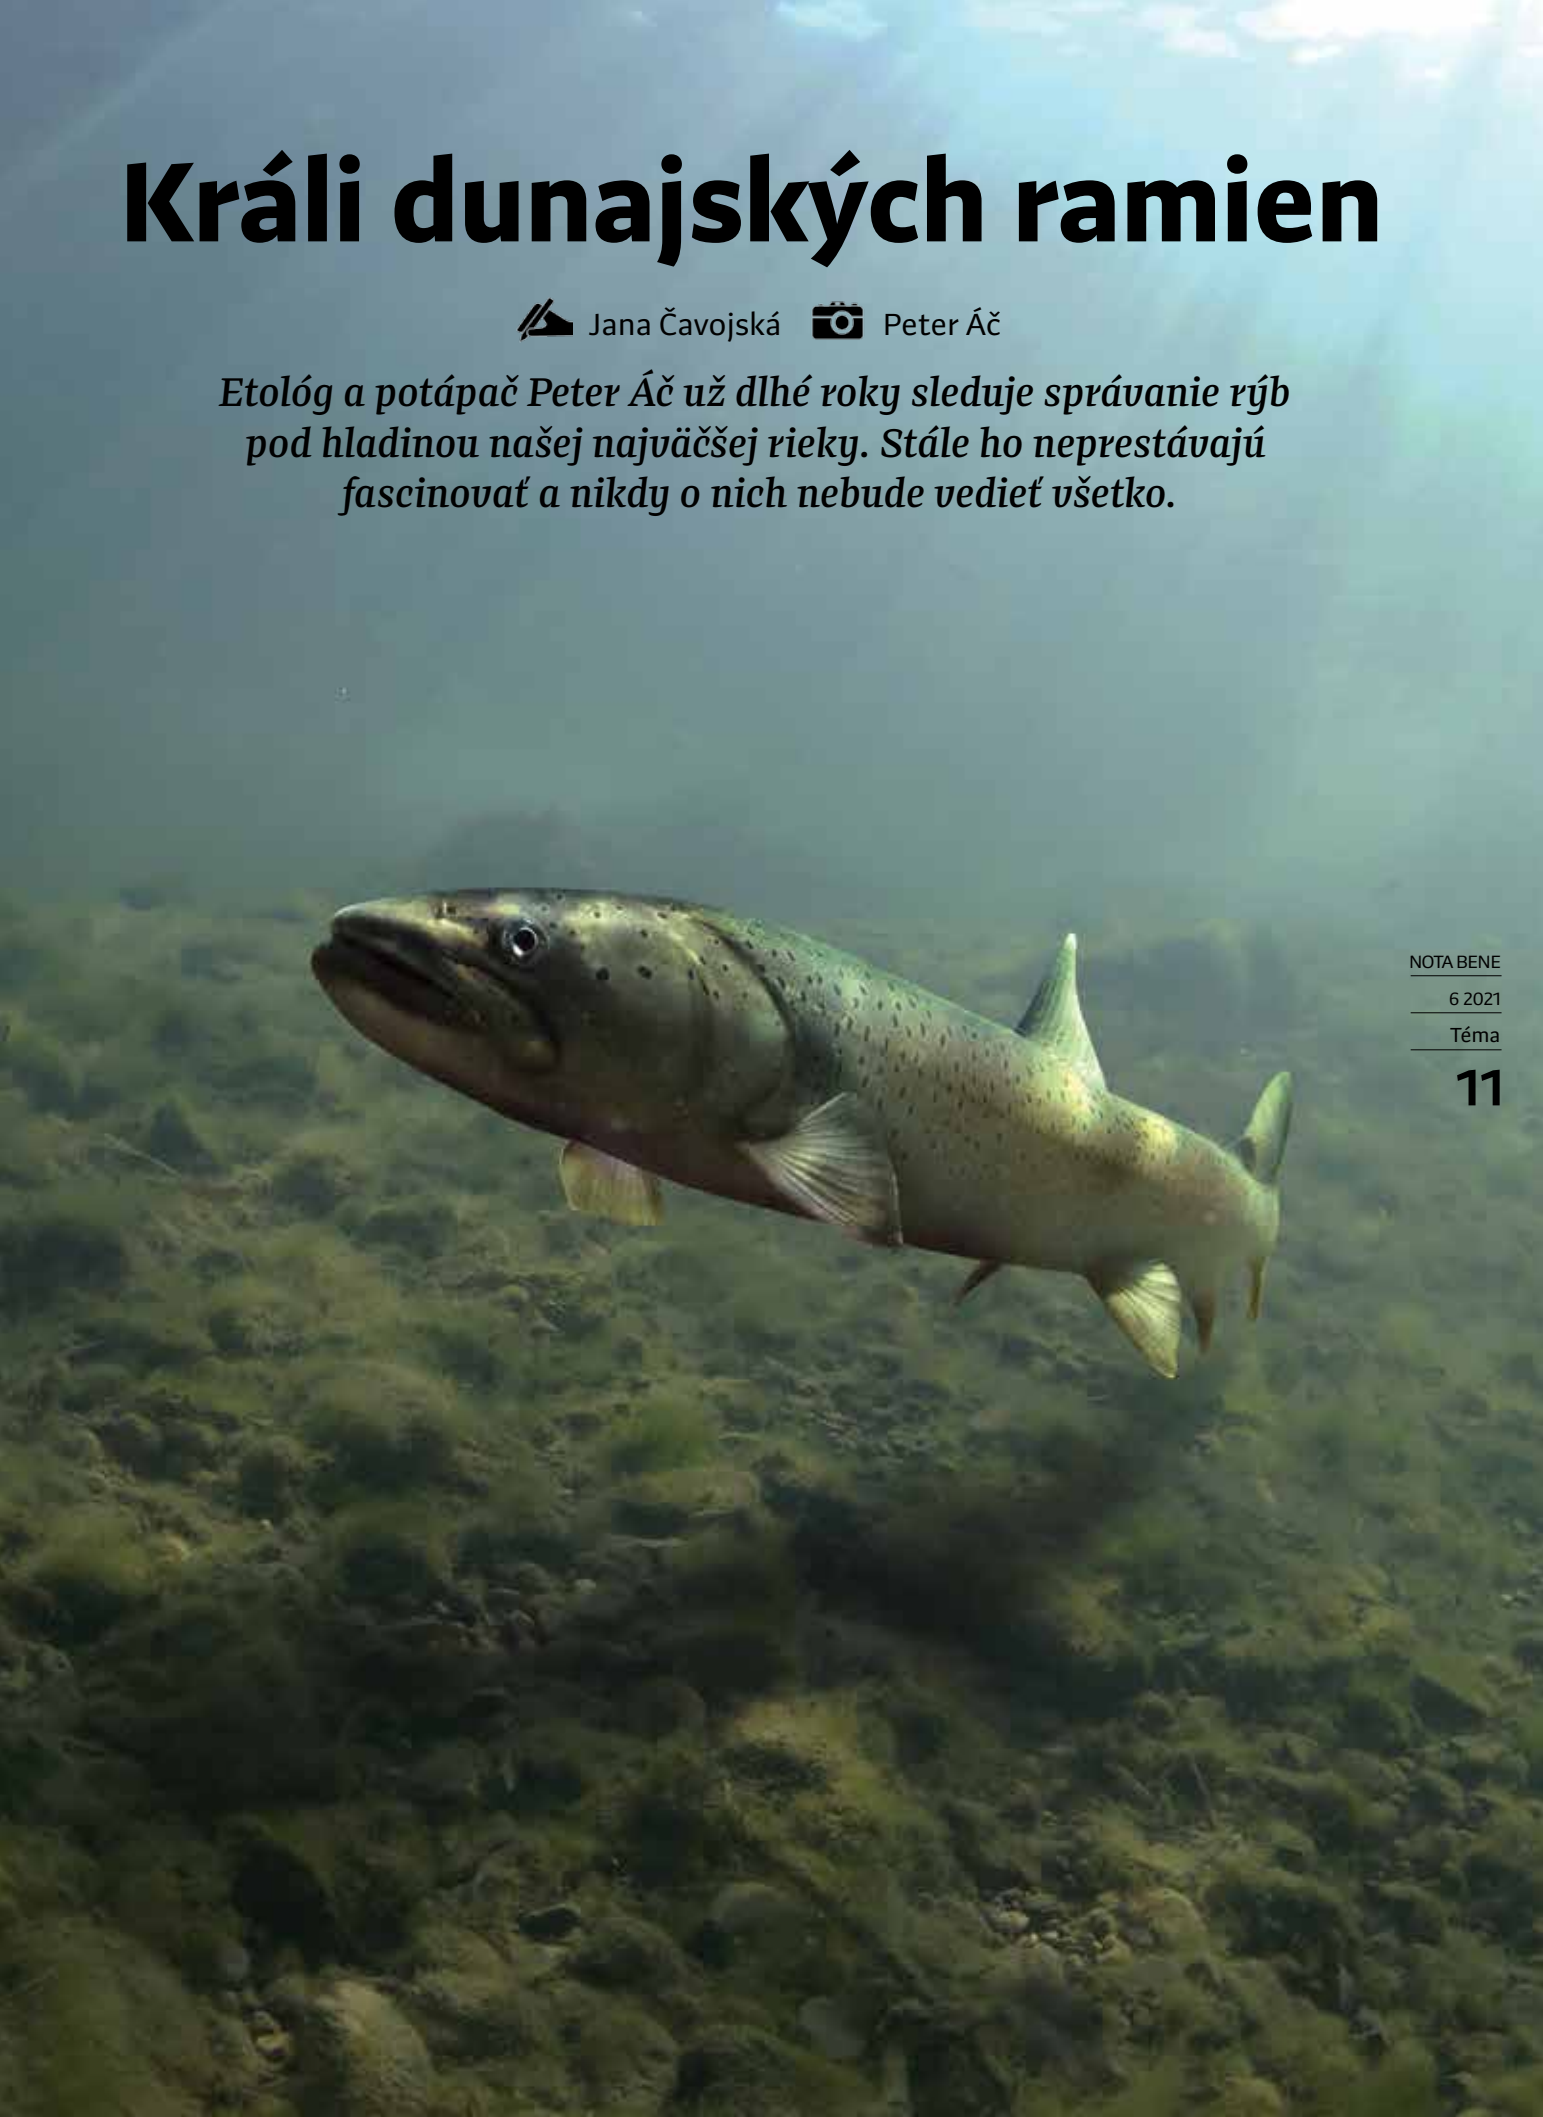 Králi dunajských ramien
Jana Čavojská Peter Áč
Etológ a potápač Peter Áč už dlhé roky sleduje správanie rýb
pod hladinou našej najväčšej rieky. Stále ho neprestávajú
fascinovať a nikdy o nich nebude vedieť všetko.
NOTA BENE
6 2021
Téma
11